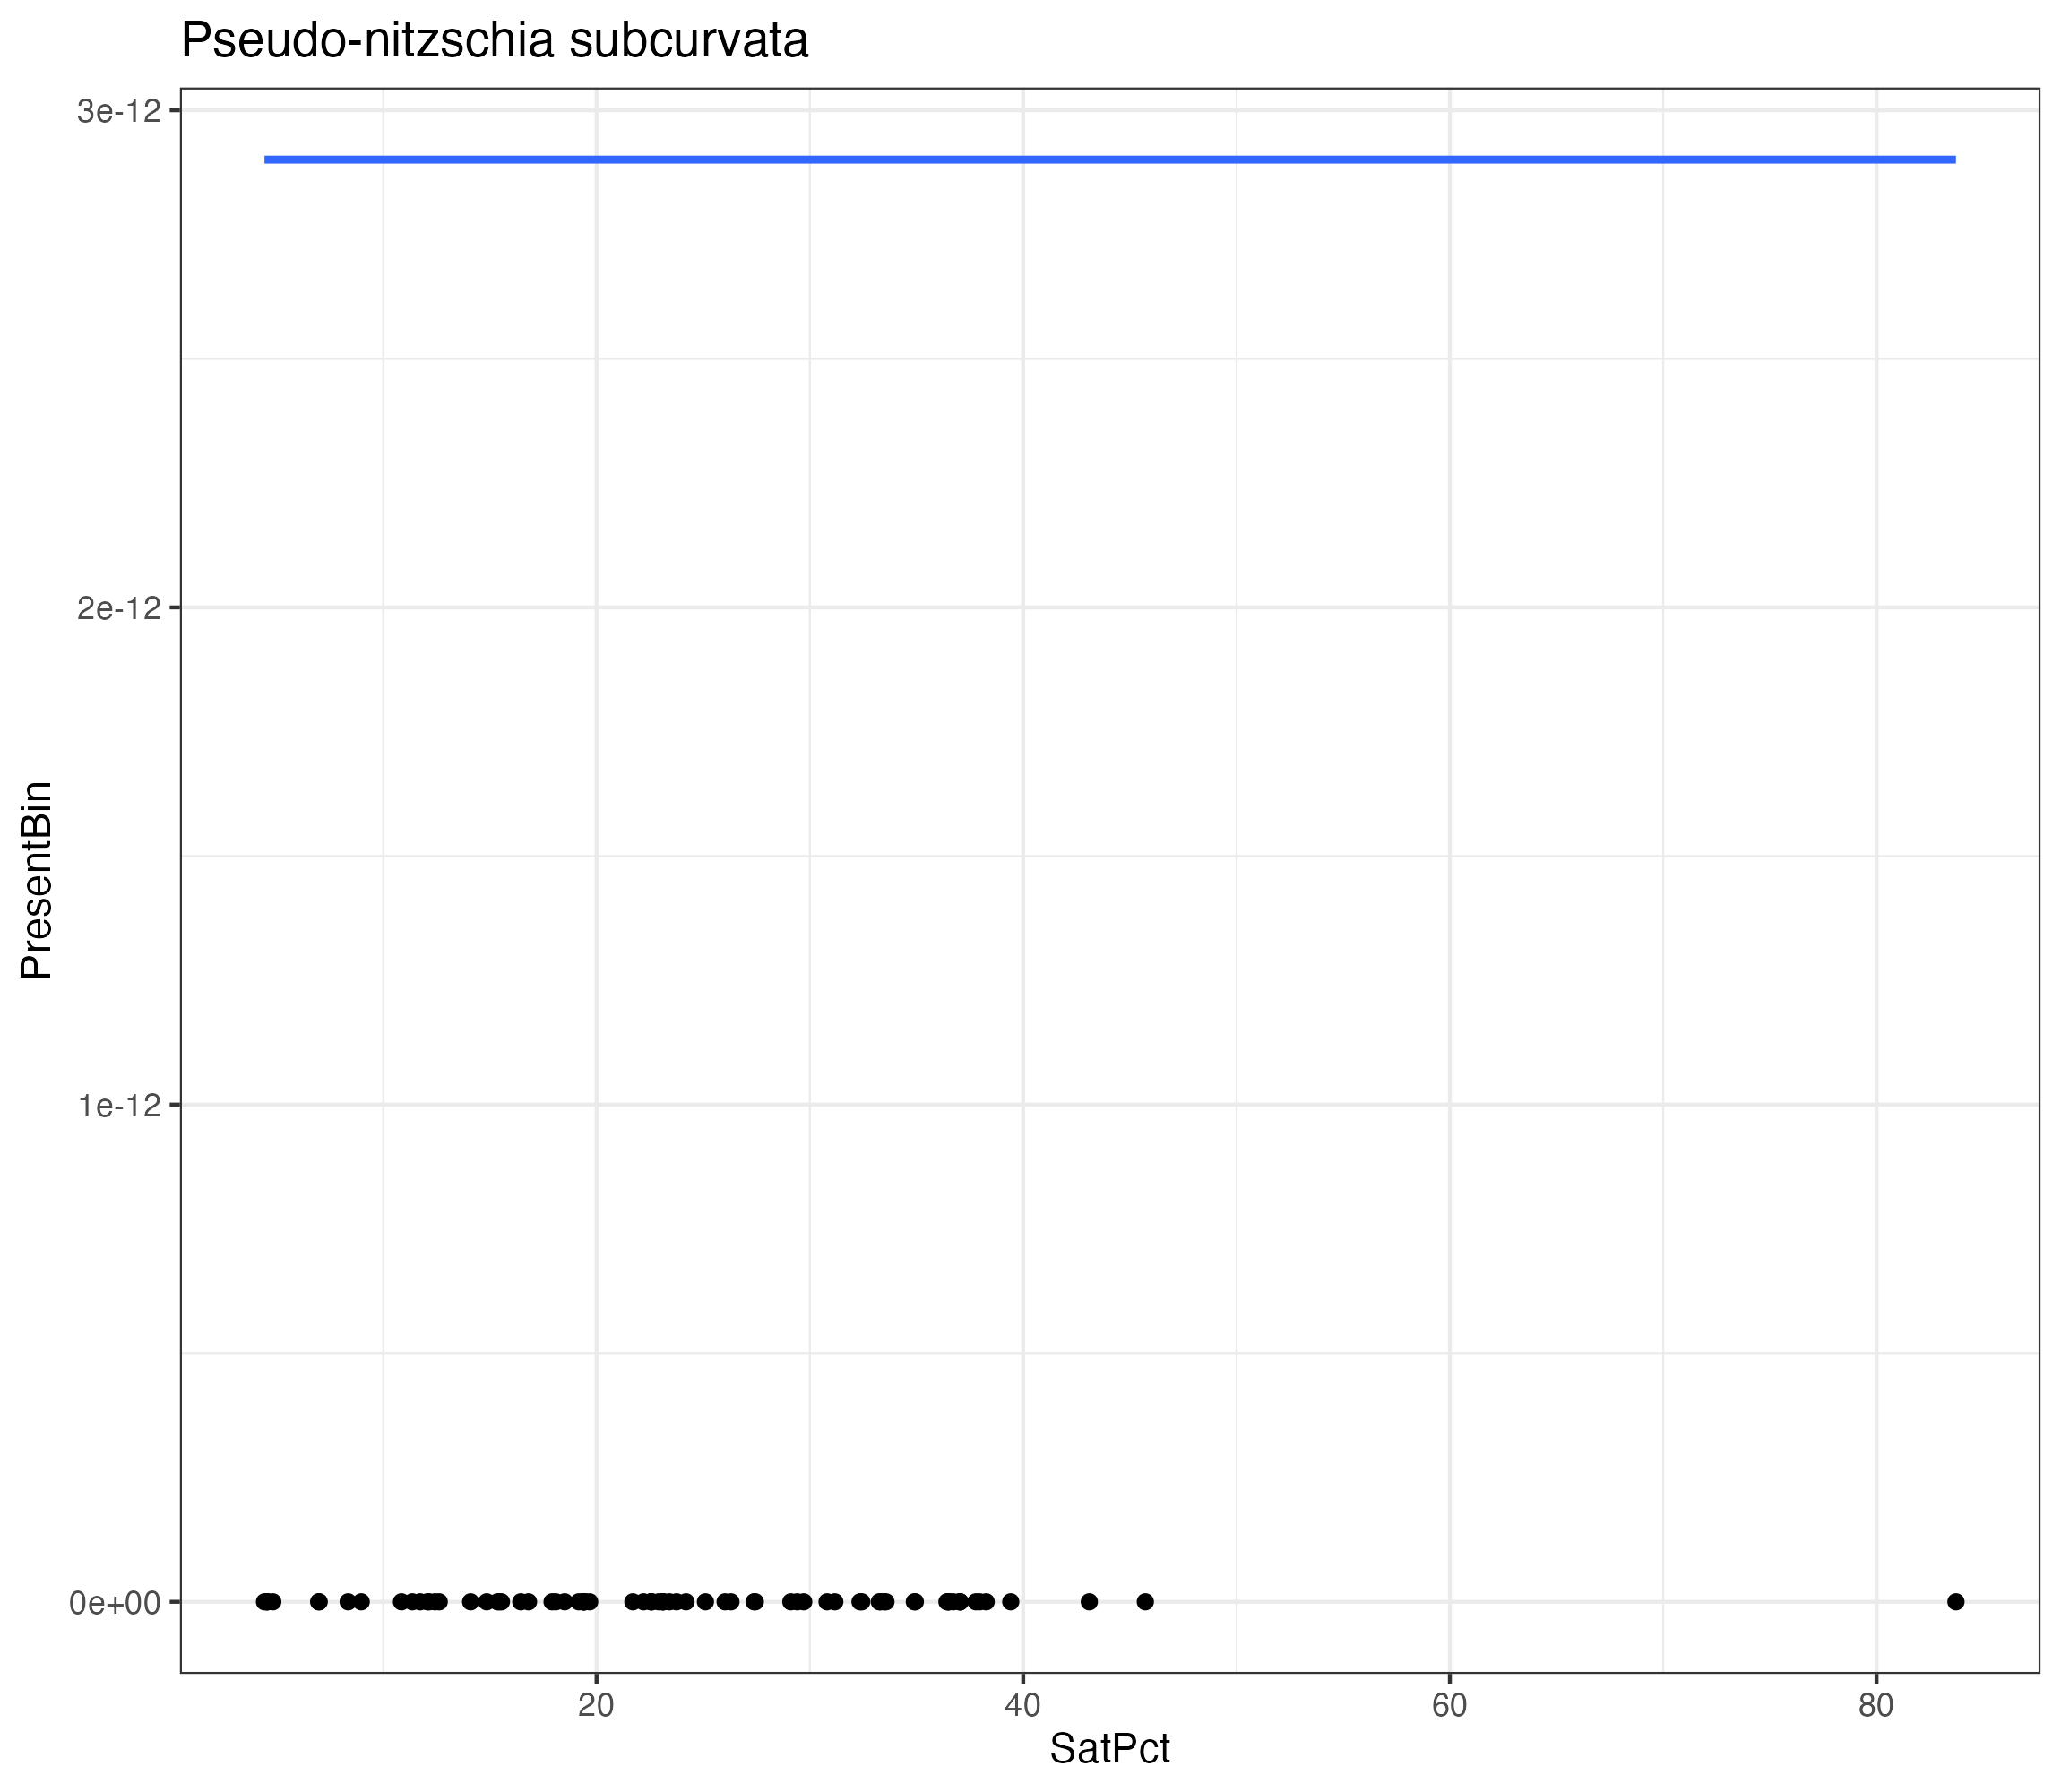 Pseudo-nitzschia subcurvata
3e-12
2e-12
1e-12
0e+00
PresentBin
20 40 60 80
SatPct